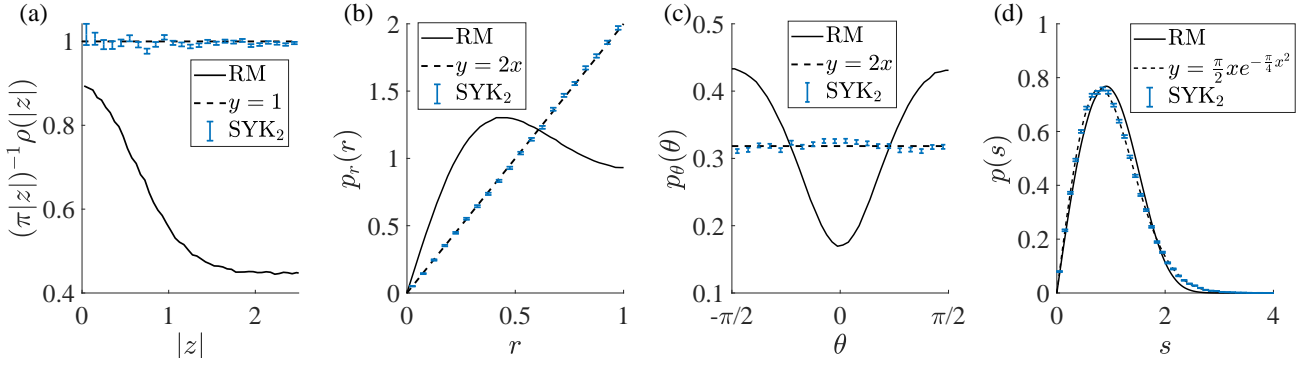 (a)
(π|z|)⁻¹ρ(|z|)
1
0.8
0.6
0.4
0
1
2
|z|
RM
y = 1
SYK₂
(b)
pᵣ(r)
2
1.5
1
0.5
0
0
0.5
1
r
RM
y = 2x
SYK₂
(c)
p_θ(θ)
0.5
0.4
0.3
0.2
0.1
-π/2
0
π/2
θ
RM
y = 2x
SYK₂
(d)
p(s)
1
0.8
0.6
0.4
0.2
0
0
2
4
s
RM
y = π/2 xe^{-π/4 x²}
SYK₂